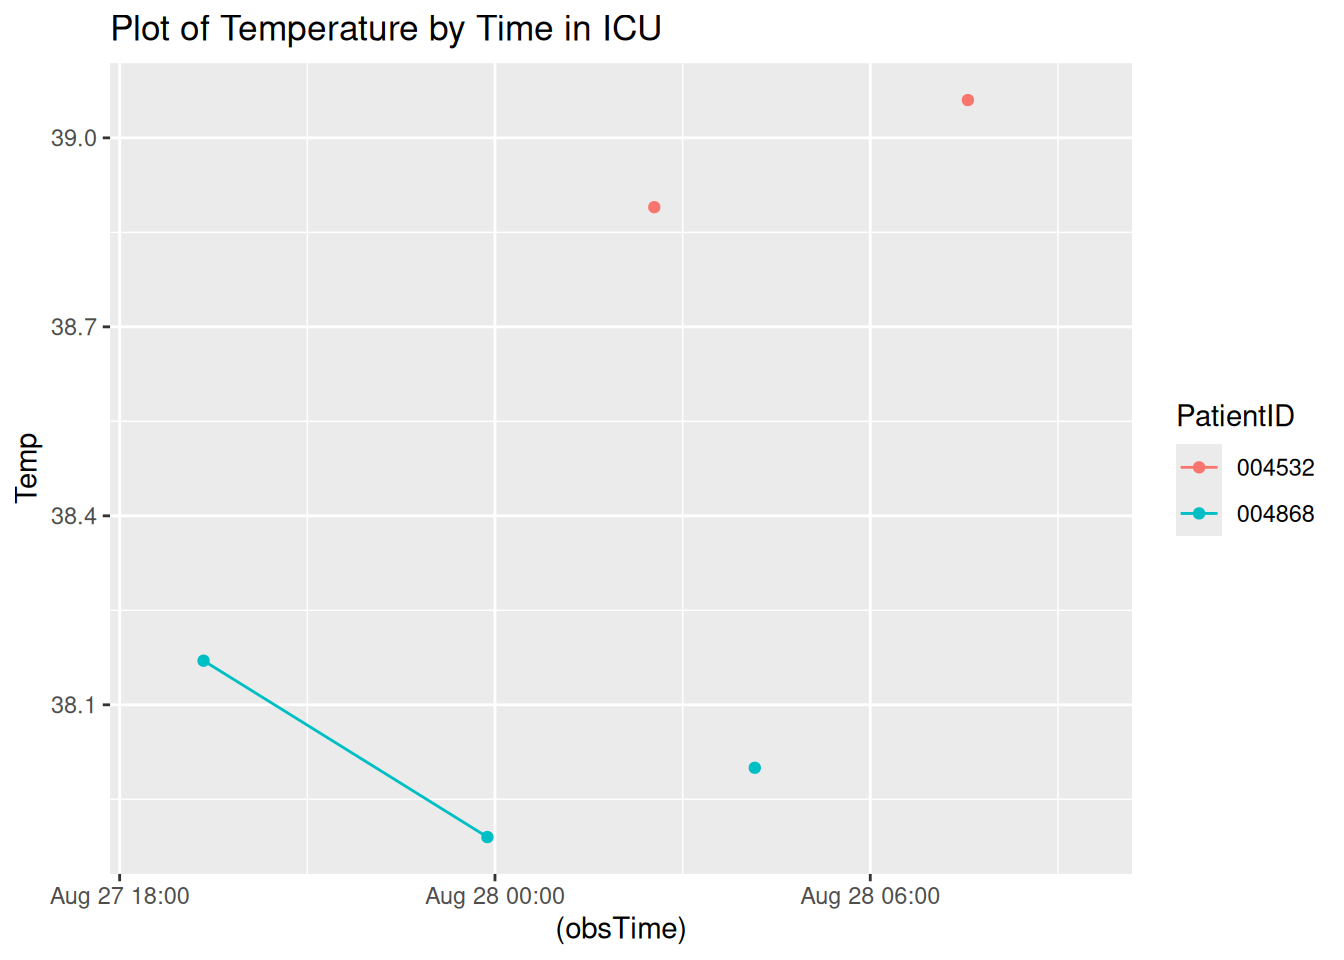 Plot of Temperature by Time in ICU
39.0
38.7
38.4
38.1
Temp
Aug 27 18:00
Aug 28 00:00
Aug 28 06:00
(obsTime)
PatientID
004532
004868